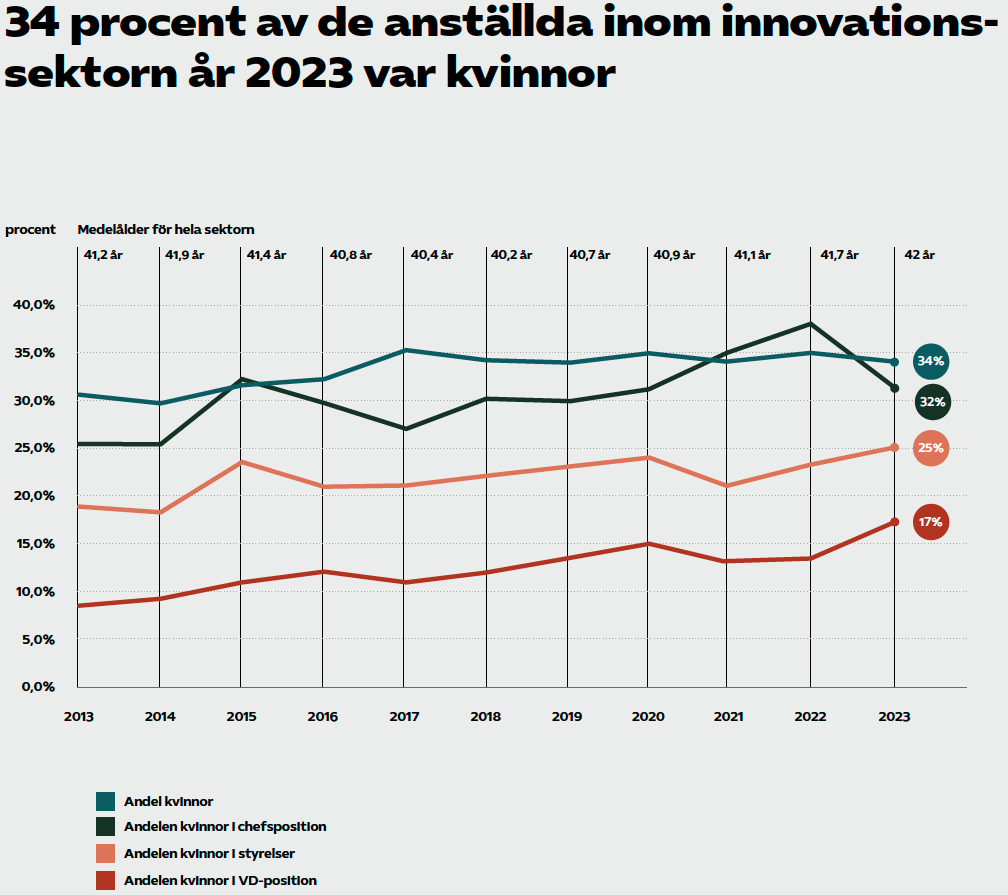 34 procent av de anställda inom innovations-
sektorn år 2023 var kvinnor
procent Medelålder för hela sektorn
41,2 år 41,9 år 41,4 år 40,8 år 40,4 år 40,2 år 40,7 år 40,9 år 41,1 år 41,7 år 42 år
40,0%
35,0%
34%
30,0%
32%
25,0%
25%
20,0%
17%
15,0%
10,0%
5,0%
0,0%
2013 2014 2015 2016 2017 2018 2019 2020 2021 2022 2023
Andel kvinnor
Andelen kvinnor i chefsposition
Andelen kvinnor i styrelser
Andelen kvinnor i VD-position